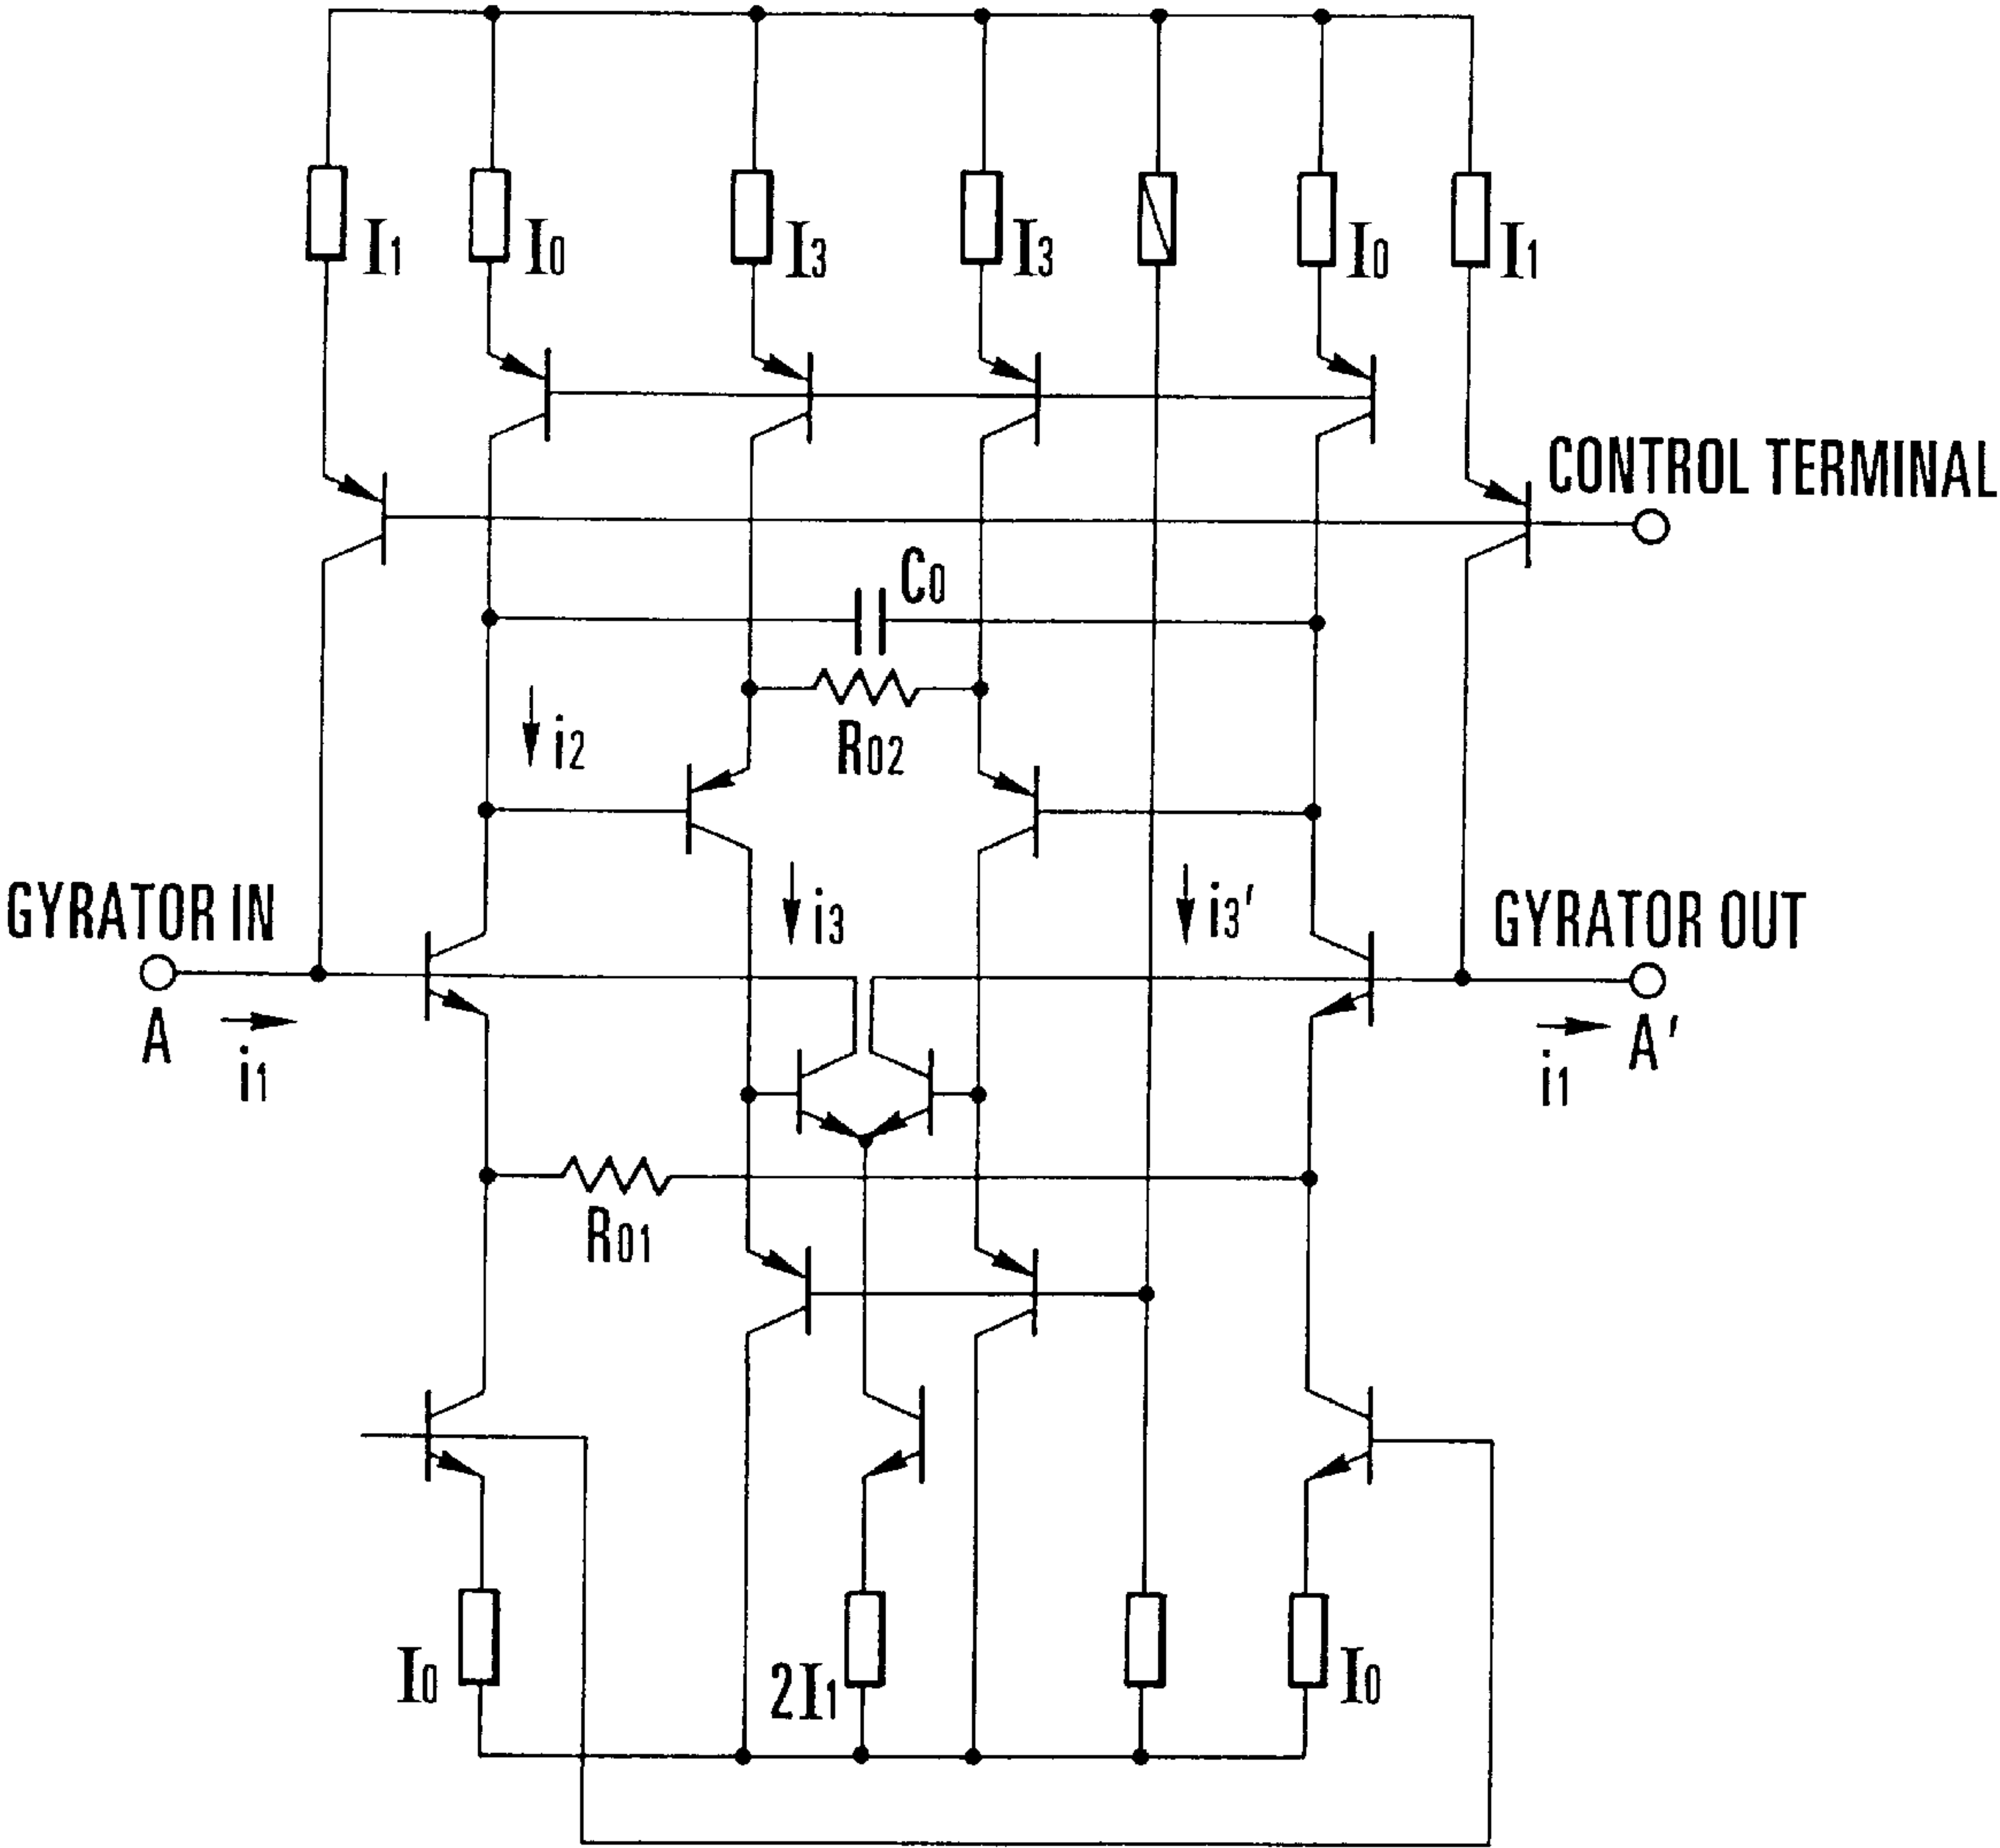 I1
I0
I3
I3
I0
I1
CONTROL TERMINAL
C0
R02
i2
GYRATOR IN
i3
i3'
GYRATOR OUT
A
i1
i1
A'
R01
I0
2I1
I0